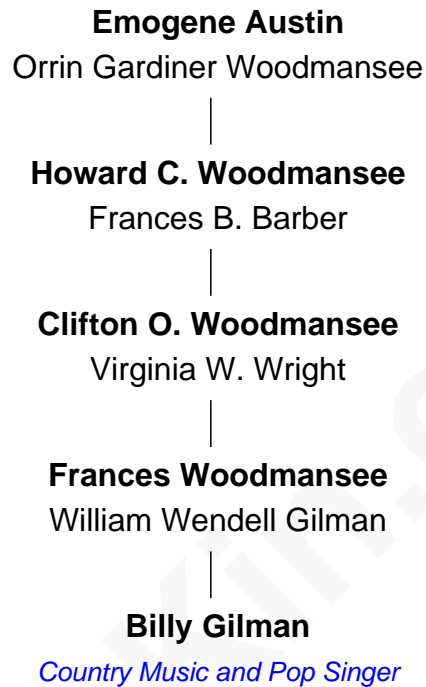 Emogene Austin
Orrin Gardiner Woodmansee
Howard C. Woodmansee
Frances B. Barber
Clifton O. Woodmansee
Virginia W. Wright
Frances Woodmansee
William Wendell Gilman
Billy Gilman
Country Music and Pop Singer